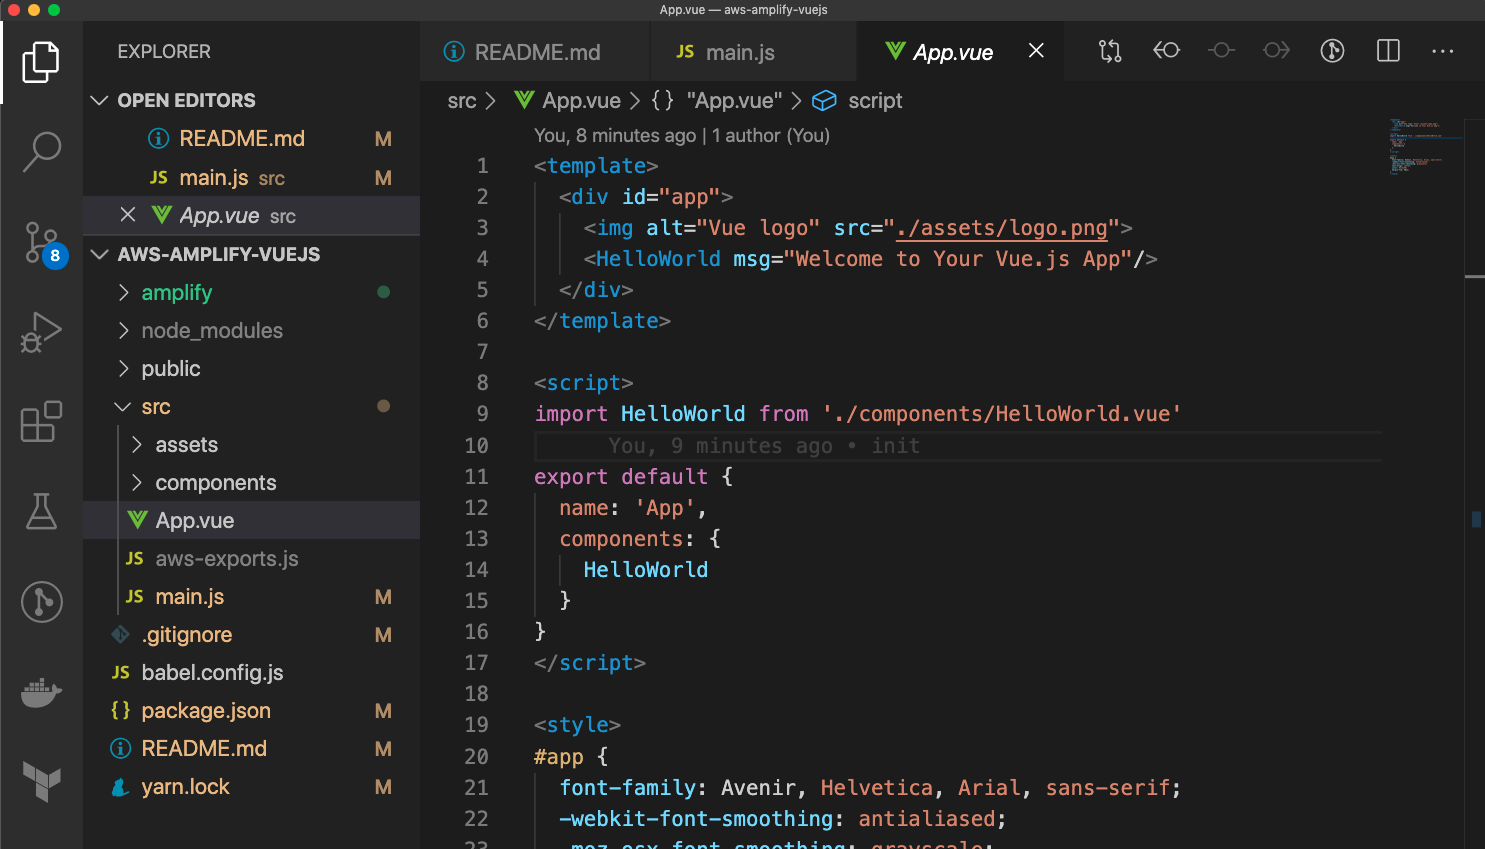 App.vue — aws-amplify-vuejs
EXPLORER
OPEN EDITORS
README.md M
JS main.js src M
App.vue src
AWS-AMPLIFY-VUEJS
amplify
node_modules
public
src
assets
components
App.vue
JS aws-exports.js
JS main.js M
.gitignore M
JS babel.config.js
{} package.json M
README.md M
yarn.lock M
8
README.md
JS main.js
App.vue
src > App.vue > {} "App.vue" > script
You, 8 minutes ago | 1 author (You)
1 <template>
2 <div id="app">
3 <img alt="Vue logo" src="./assets/logo.png">
4 <HelloWorld msg="Welcome to Your Vue.js App"/>
5 </div>
6 </template>
7
8 <script>
9 import HelloWorld from './components/HelloWorld.vue'
10 You, 9 minutes ago • init
11 export default {
12 name: 'App',
13 components: {
14 HelloWorld
15 }
16 }
17 </script>
18
19 <style>
20 #app {
21 font-family: Avenir, Helvetica, Arial, sans-serif;
22 -webkit-font-smoothing: antialiased;
23 -moz-osx-font-smoothing: grayscale;